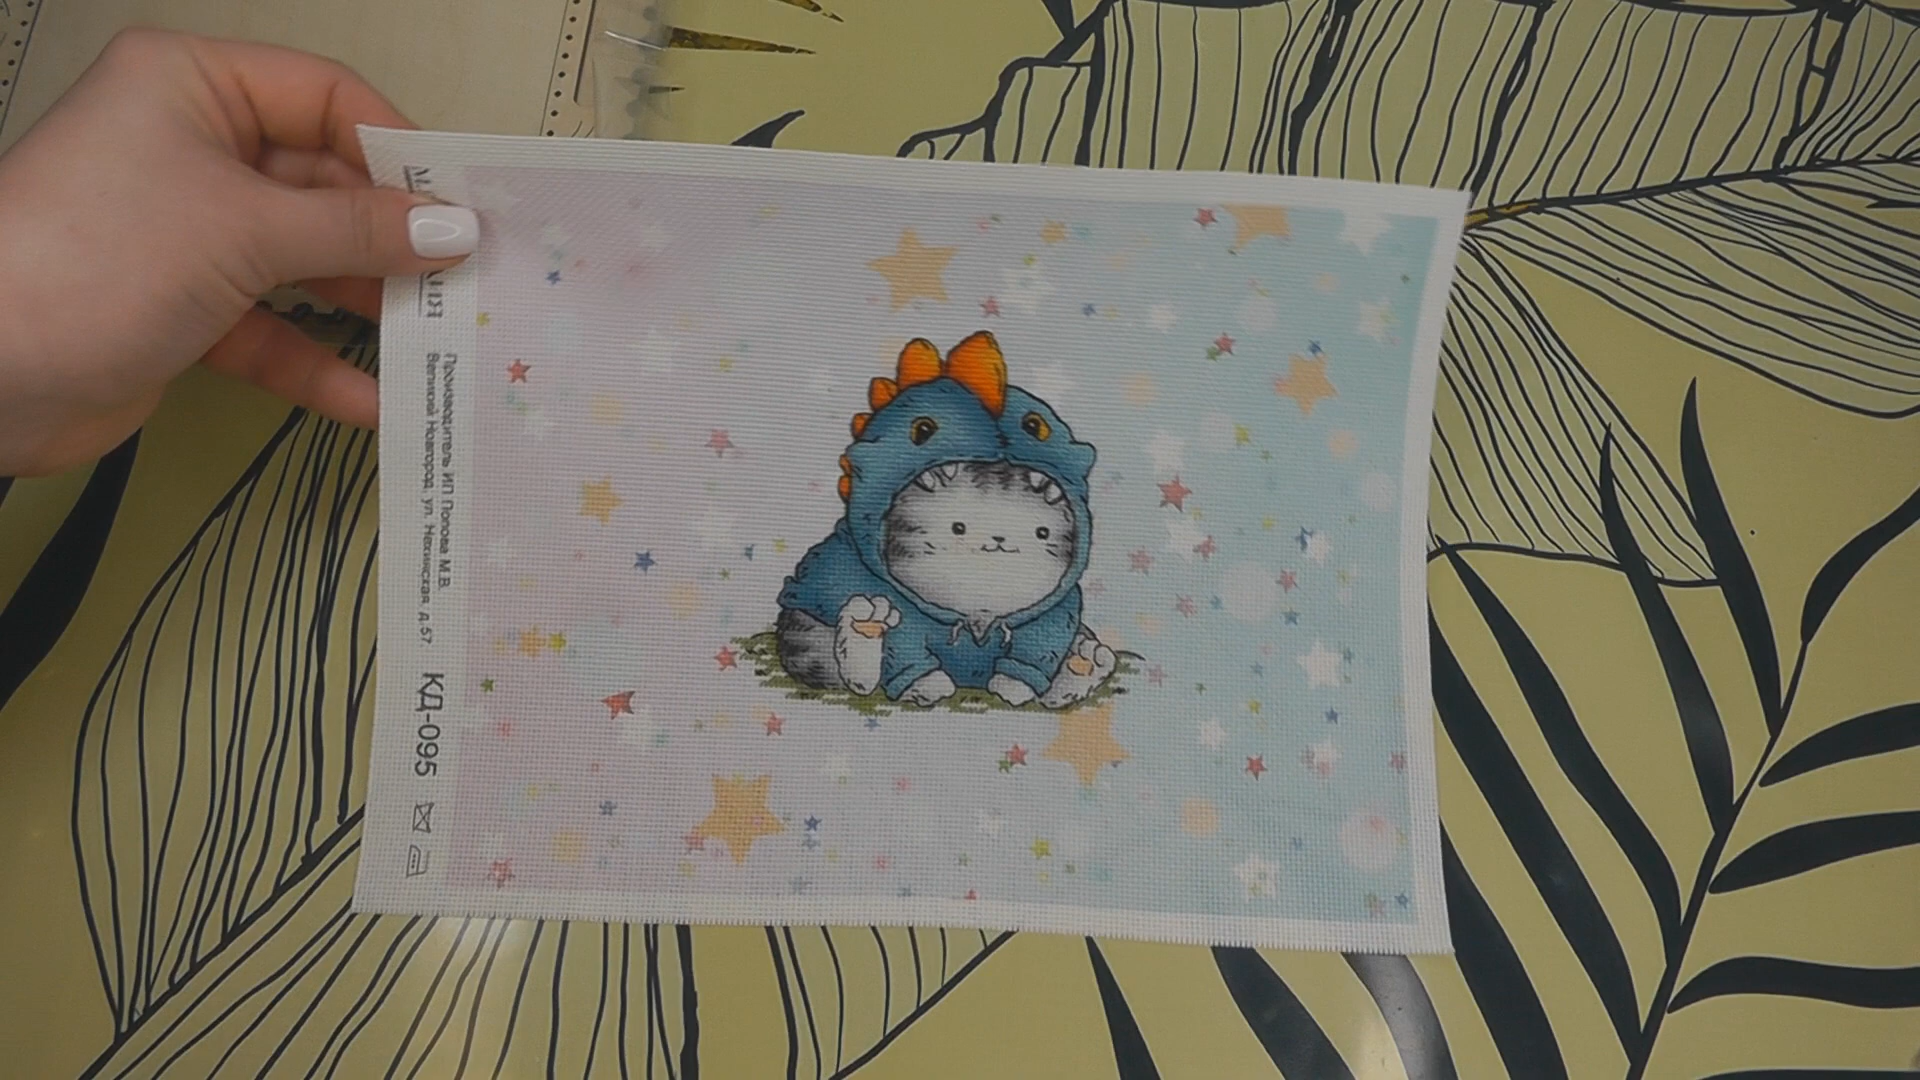 Производитель ИП Попова М.В.
Великий Новгород, ул. Нехинская, д.57.
КД-095